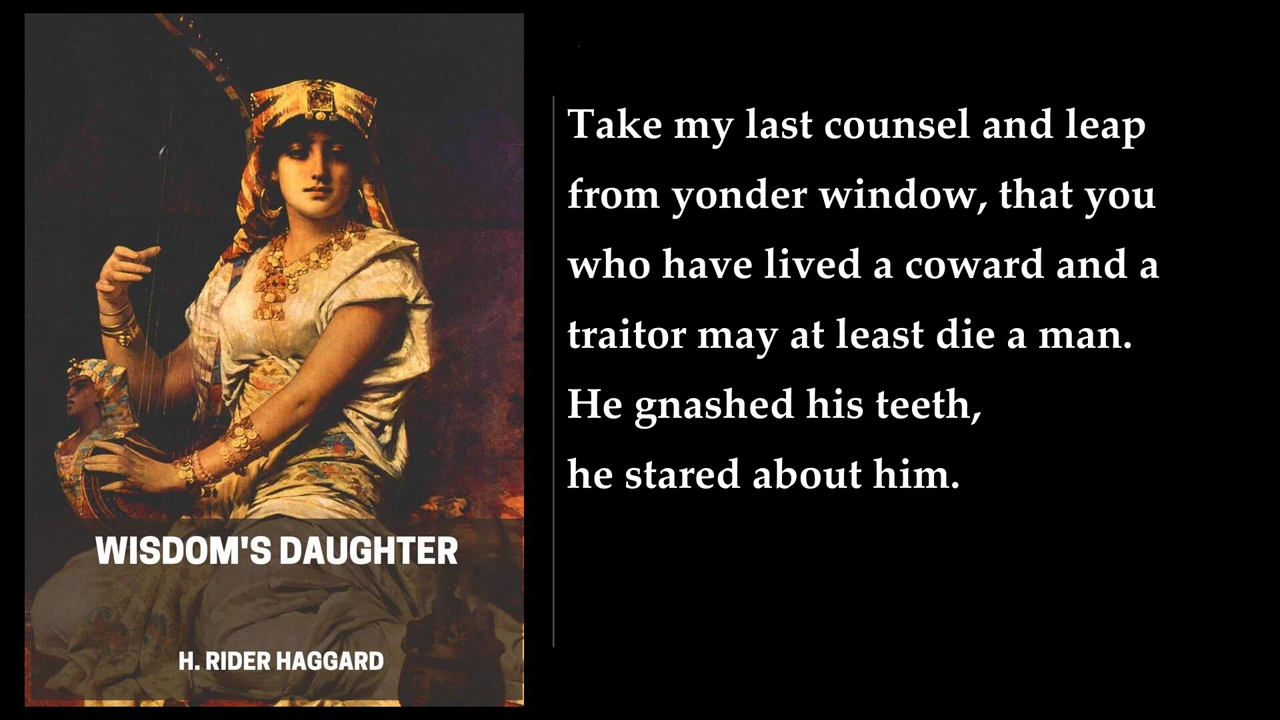 WISDOM'S DAUGHTER
H. RIDER HAGGARD
Take my last counsel and leap
from yonder window, that you
who have lived a coward and a
traitor may at least die a man.
He gnashed his teeth,
he stared about him.